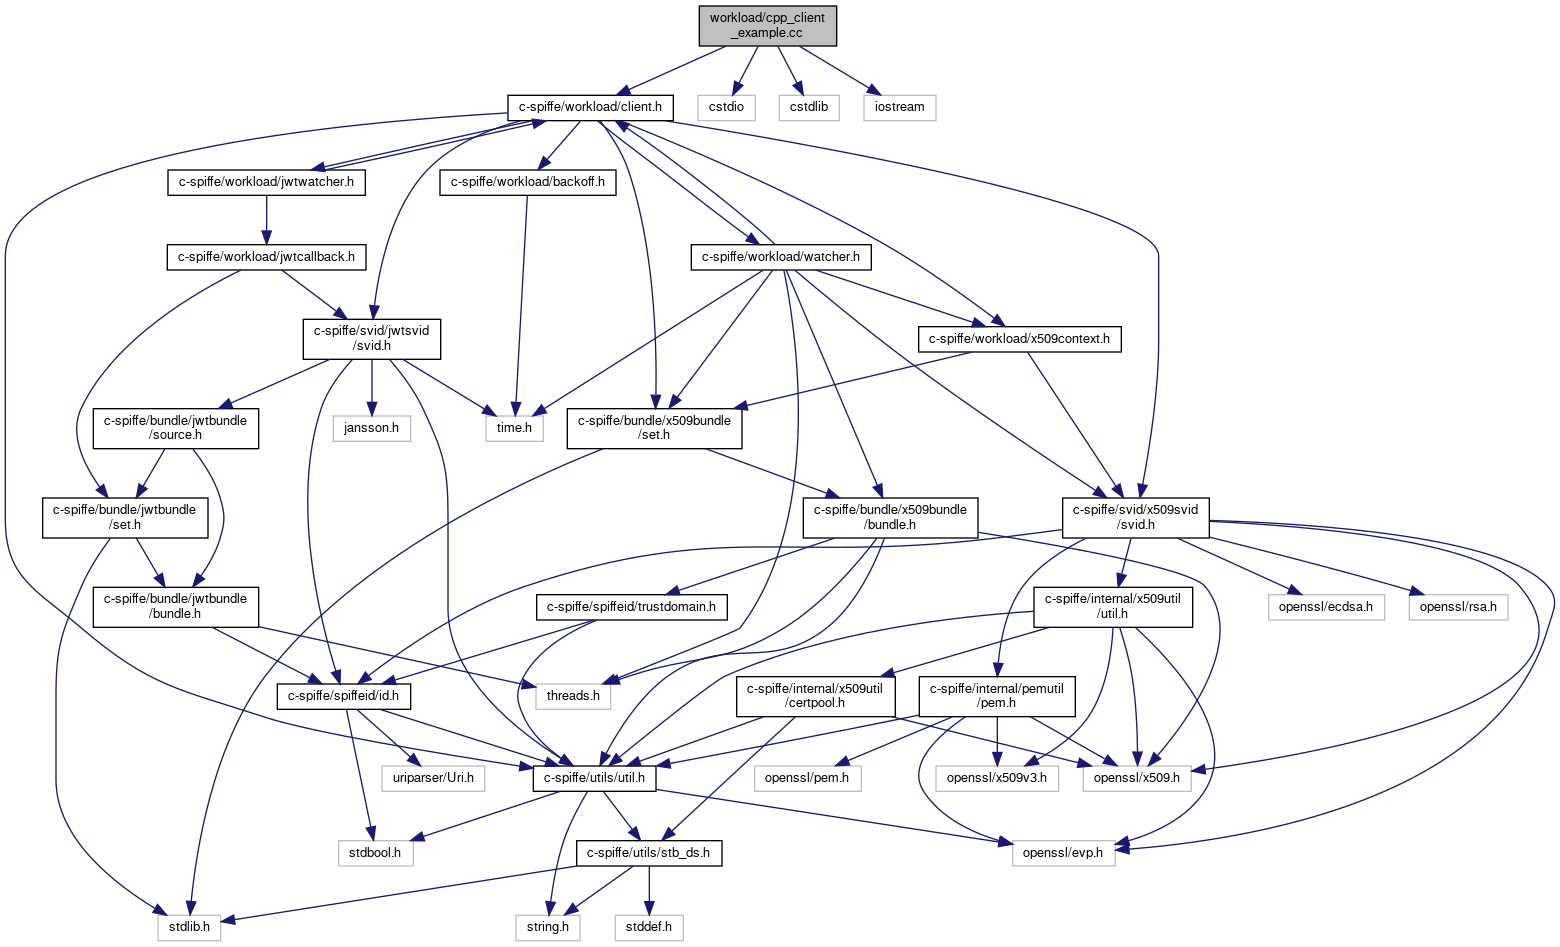 workload/cpp_client
_example.cc
c-spiffe/workload/client.h
cstdio
cstdlib
iostream
c-spiffe/workload/jwtwatcher.h
c-spiffe/workload/backoff.h
c-spiffe/workload/jwtcallback.h
c-spiffe/workload/watcher.h
c-spiffe/svid/jwtsvid
/svid.h
c-spiffe/workload/x509context.h
c-spiffe/bundle/jwtbundle
/source.h
jansson.h
time.h
c-spiffe/bundle/x509bundle
/set.h
c-spiffe/bundle/jwtbundle
/set.h
c-spiffe/bundle/x509bundle
/bundle.h
c-spiffe/svid/x509svid
/svid.h
c-spiffe/bundle/jwtbundle
/bundle.h
c-spiffe/spiffeid/trustdomain.h
c-spiffe/internal/x509util
/util.h
openssl/ecdsa.h
openssl/rsa.h
c-spiffe/spiffeid/id.h
threads.h
c-spiffe/internal/x509util
/certpool.h
c-spiffe/internal/pemutil
/pem.h
uriparser/Uri.h
c-spiffe/utils/util.h
openssl/pem.h
openssl/x509v3.h
openssl/x509.h
stdbool.h
c-spiffe/utils/stb_ds.h
openssl/evp.h
stdlib.h
string.h
stddef.h